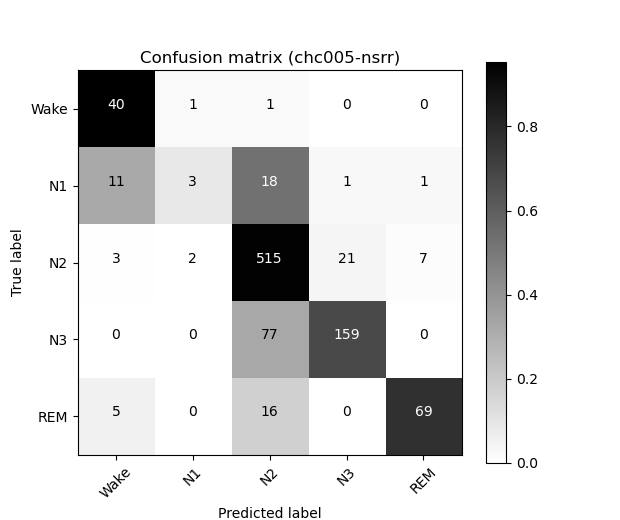 Confusion matrix (chc005-nsrr)
Wake 40 1 1 0 0
N1 11 3 18 1 1
N2 3 2 515 21 7
N3 0 0 77 159 0
REM 5 0 16 0 69
Wake N1 N2 N3 REM
Predicted label
True label
0.8
0.6
0.4
0.2
0.0